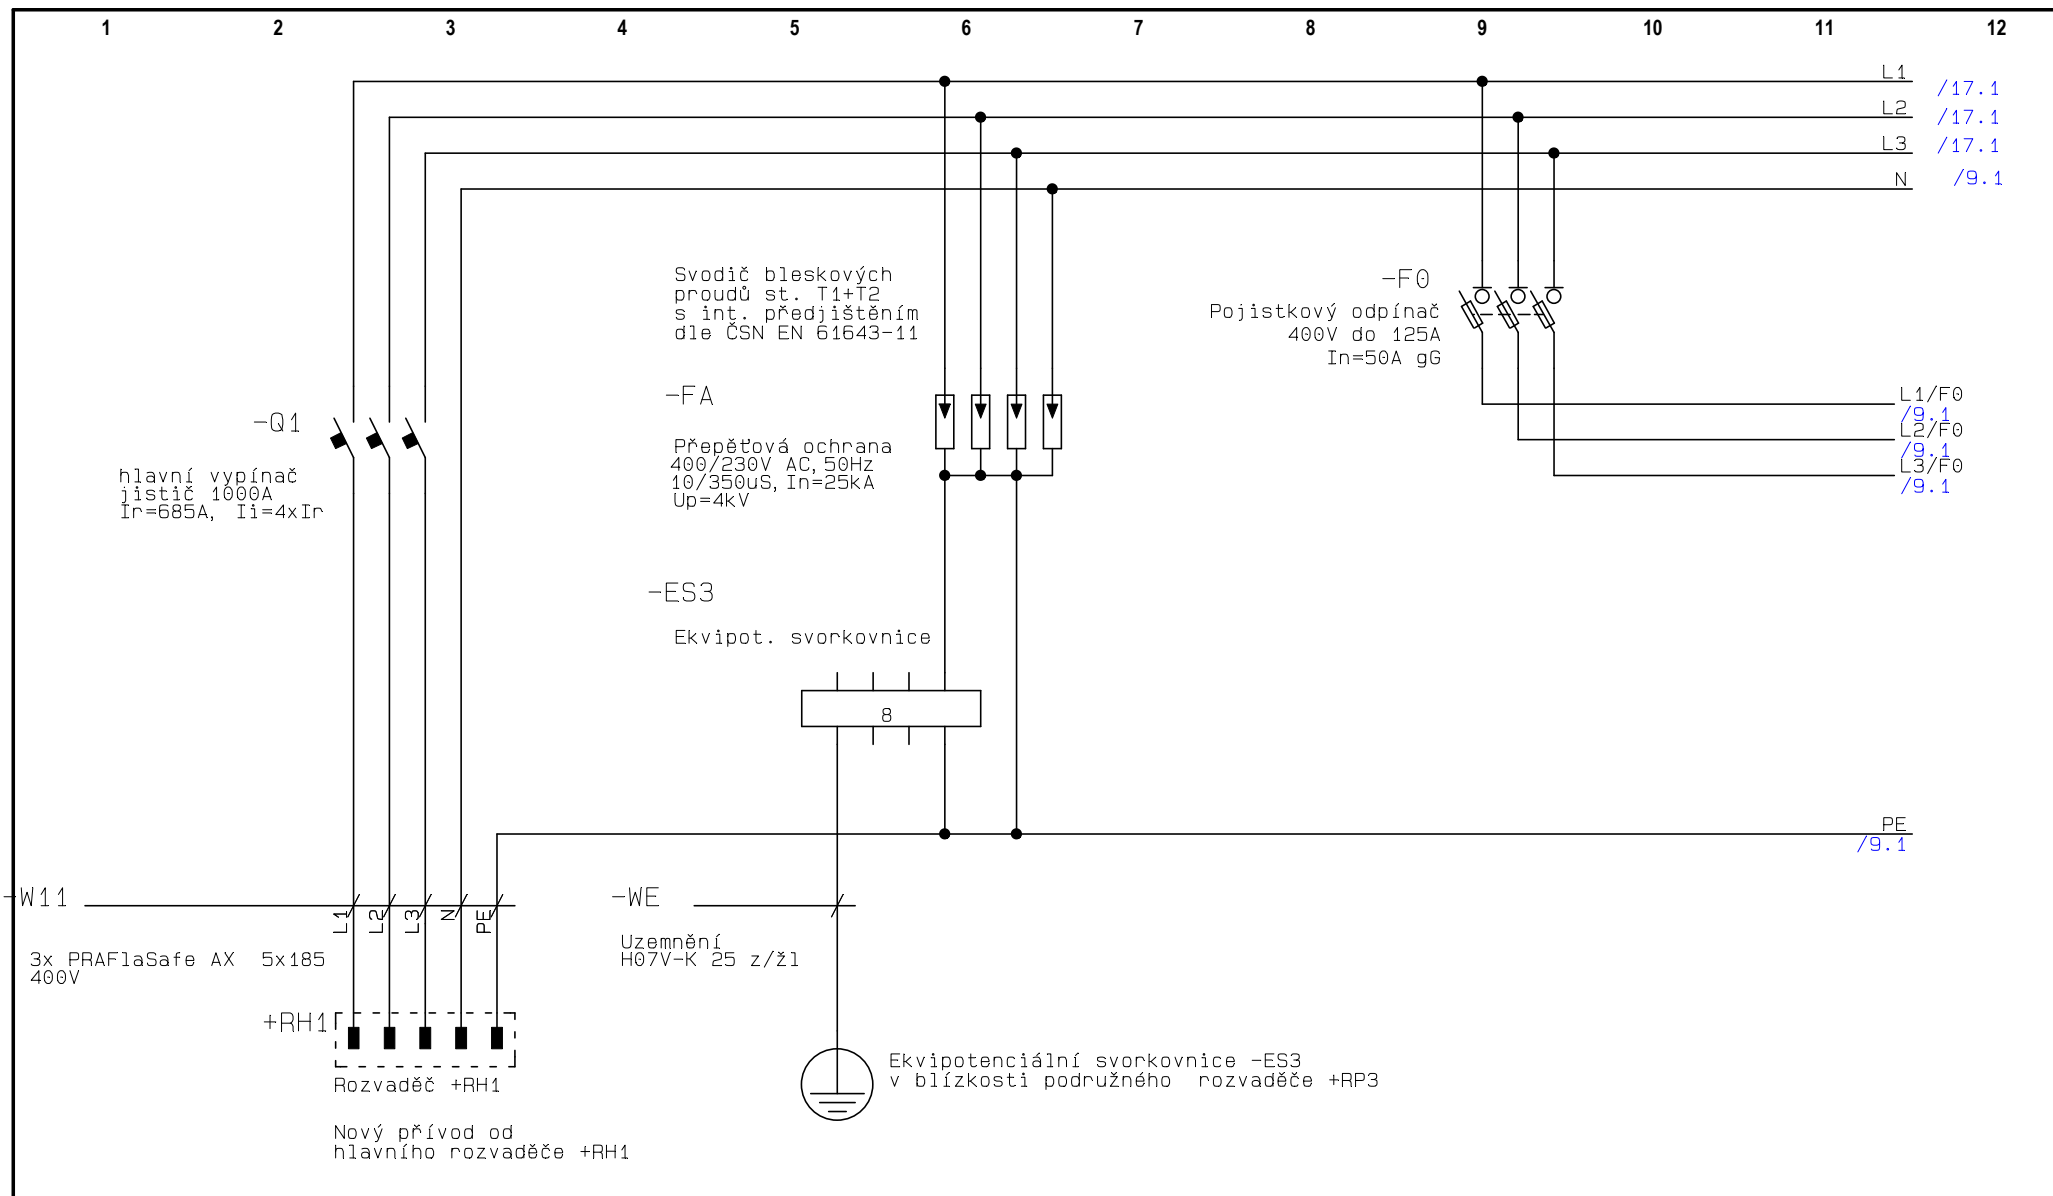 1 2 3 4 5 6 7 8 9 10 11 12
L1
/17.1
L2
/17.1
L3
/17.1
N
/9.1
Svodič bleskových
proudů st. T1+T2
s int. předjištěním
dle ČSN EN 61643-11
-F0
Pojistkový odpínač
400V do 125A
In=50A gG
-FA
Přepěťová ochrana
400/230V AC,50Hz
10/350uS,In=25kA
Up=4kV
L1/F0
/9.1
L2/F0
/9.1
L3/F0
/9.1
-Q1
hlavní vypínač
jistič 1000A
Ir=685A, Ii=4xIr
-ES3
Ekvipot. svorkovnice
8
PE
/9.1
-W11
L1 L2 L3 N PE
3x PRAFlaSafe AX 5x185
400V
-WE
Uzemnění
H07V-K 25 z/žl
+RH1
Rozvaděč +RH1
Nový přívod od
hlavního rozvaděče +RH1
Ekvipotenciální svorkovnice -ES3
v blízkosti podružného rozvaděče +RP3